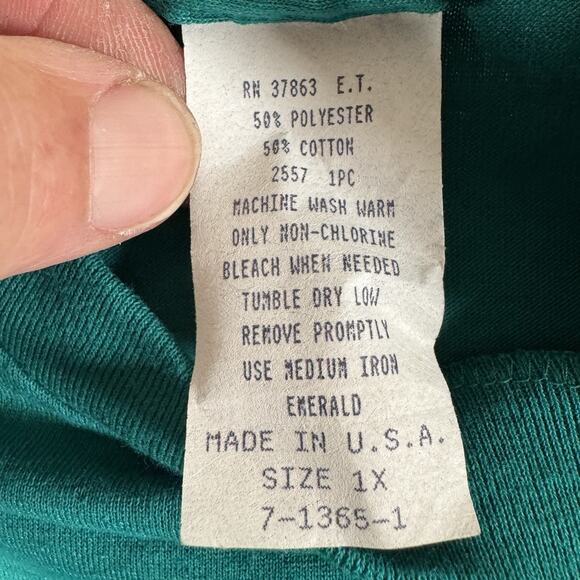 RN 37863 E.T.
50% POLYESTER
50% COTTON
2557 1PC
MACHINE WASH WARM
ONLY NON-CHLORINE
BLEACH WHEN NEEDED
TUMBLE DRY LOW
REMOVE PROMPTLY
USE MEDIUM IRON
EMERALD
MADE IN U.S.A.
SIZE 1X
7-1365-1